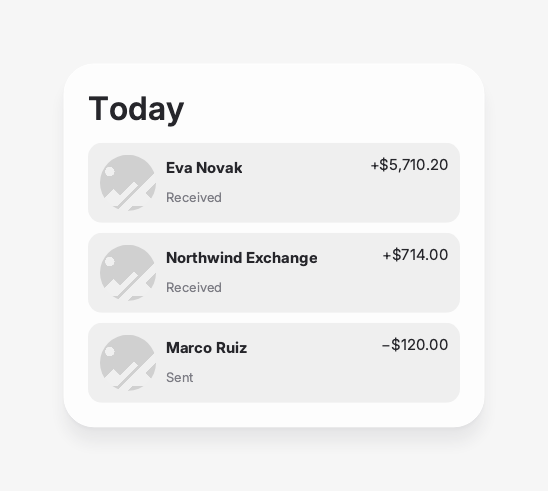 Today
Eva Novak
+$5,710.20
Received
Northwind Exchange
+$714.00
Received
Marco Ruiz
−$120.00
Sent